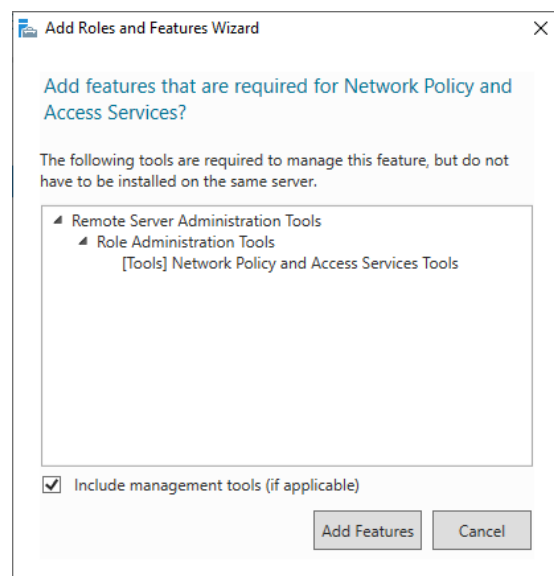 Add Roles and Features Wizard
Add features that are required for Network Policy and
Access Services?
The following tools are required to manage this feature, but do not
have to be installed on the same server.
Remote Server Administration Tools
Role Administration Tools
[Tools] Network Policy and Access Services Tools
Include management tools (if applicable)
Add Features
Cancel